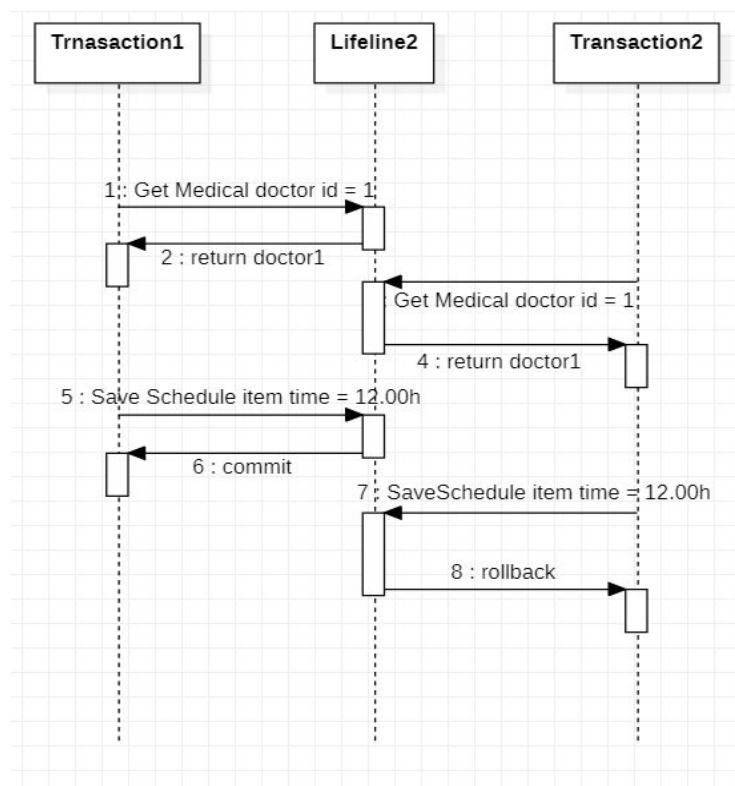 Trnasaction1
Lifeline2
Transaction2
1 : Get Medical doctor id = 1
2 : return doctor1
: Get Medical doctor id = 1
4 : return doctor1
5 : Save Schedule item time = 12.00h
6 : commit
7 : SaveSchedule item time = 12.00h
8 : rollback